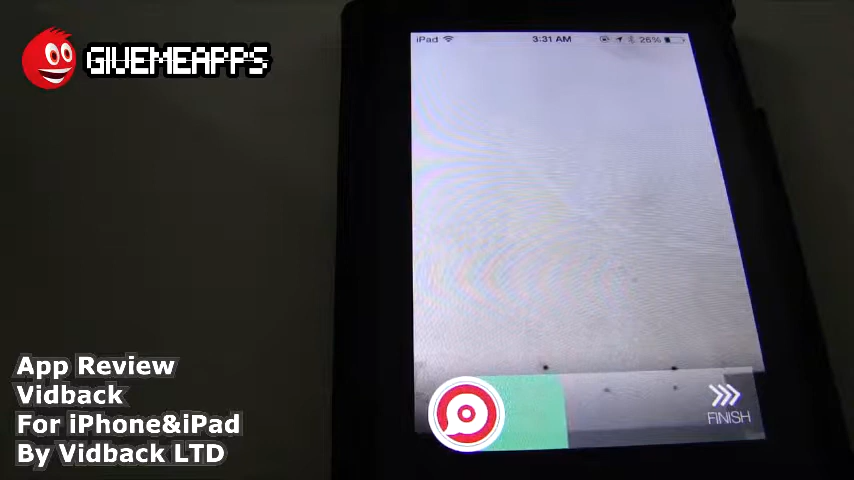 GIVEMEAPPS
iPad 3:31 AM 26%
FINISH
App Review
Vidback
For iPhone&iPad
By Vidback LTD